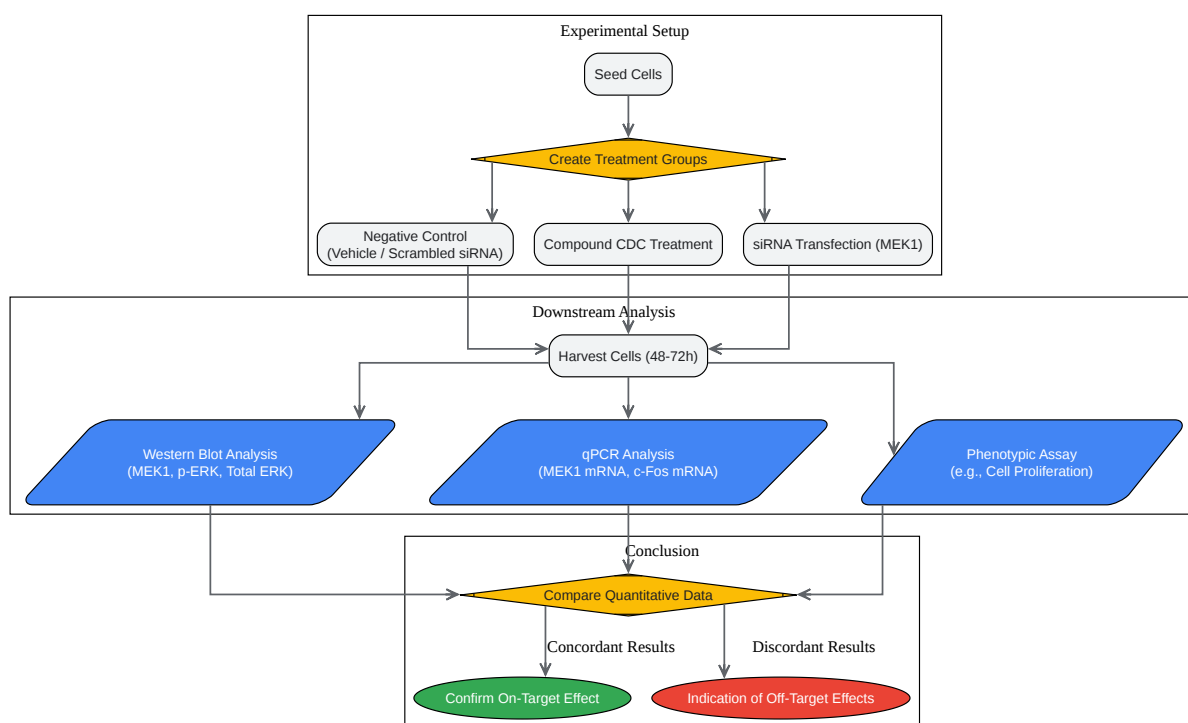 Experimental Setup
Seed Cells
Create Treatment Groups
Negative Control
(Vehicle / Scrambled siRNA)
Compound CDC Treatment
siRNA Transfection (MEK1)
Downstream Analysis
Harvest Cells (48-72h)
Western Blot Analysis
(MEK1, p-ERK, Total ERK)
qPCR Analysis
(MEK1 mRNA, c-Fos mRNA)
Phenotypic Assay
(e.g., Cell Proliferation)
Conclusion
Compare Quantitative Data
Concordant Results
Discordant Results
Confirm On-Target Effect
Indication of Off-Target Effects